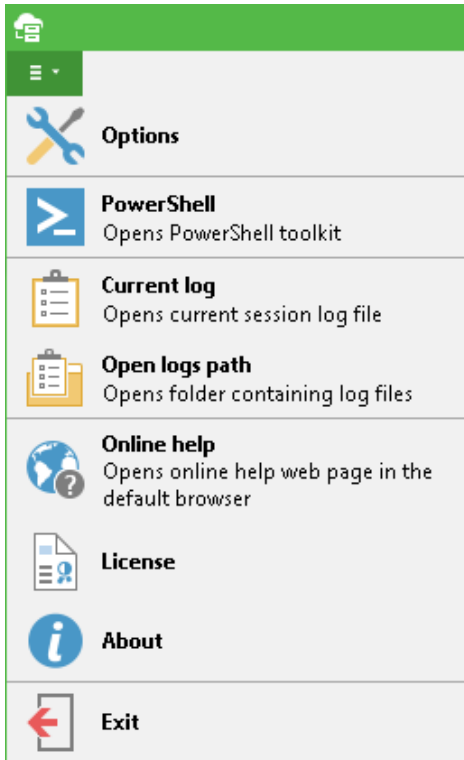 Options
PowerShell
Opens PowerShell toolkit
Current log
Opens current session log file
Open logs path
Opens folder containing log files
Online help
Opens online help web page in the
default browser
License
About
Exit